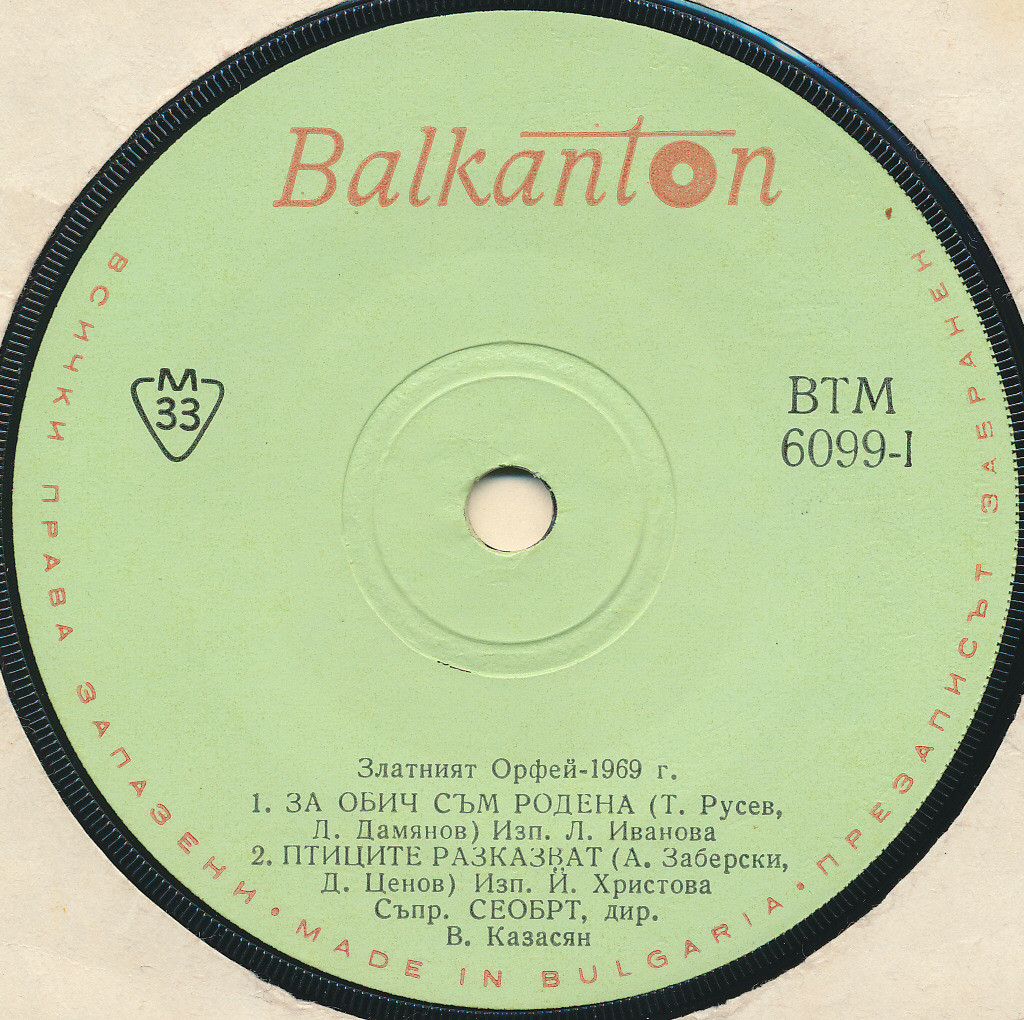 Balkanton
M
33
ВТМ
6099-I
Златният Орфей-1969 г.
1. ЗА ОБИЧ СЪМ РОДЕНА (Т. Русев,
Д. Дамянов) Изп. Л. Иванова
2. ПТИЦИТЕ РАЗКАЗВАТ (А. Заберски,
Д. Ценов) Изп. Й. Христова
Съпр. СЕОБРТ, дир.
В. Казасян
ВСИЧКИ ПРАВА ЗАПАЗЕНИ • MADE IN BULGARIA • ПРЕЗАПИСЪТ ЗАБРАНЕН